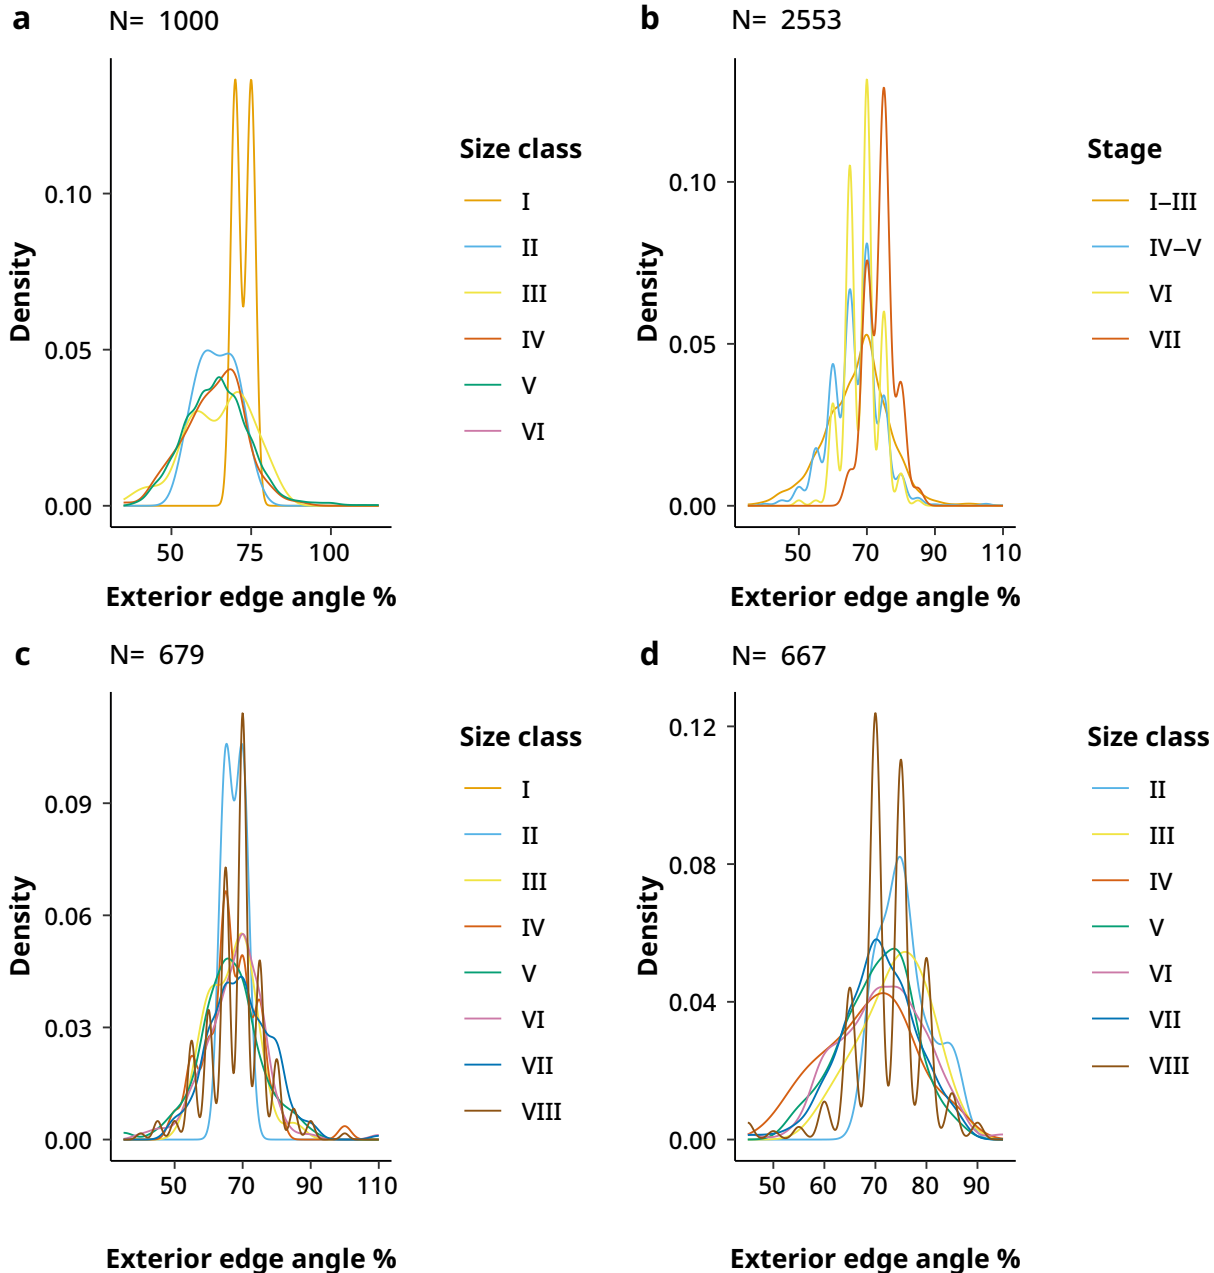 a N= 1000
Density
0.10
0.05
0.00
50 75 100
Exterior edge angle %
Size class
I
II
III
IV
V
VI
b N= 2553
Density
0.10
0.05
0.00
50 70 90 110
Exterior edge angle %
Stage
I–III
IV–V
VI
VII
c N= 679
Density
0.09
0.06
0.03
0.00
50 70 90 110
Exterior edge angle %
Size class
I
II
III
IV
V
VI
VII
VIII
d N= 667
Density
0.12
0.08
0.04
0.00
50 60 70 80 90
Exterior edge angle %
Size class
II
III
IV
V
VI
VII
VIII